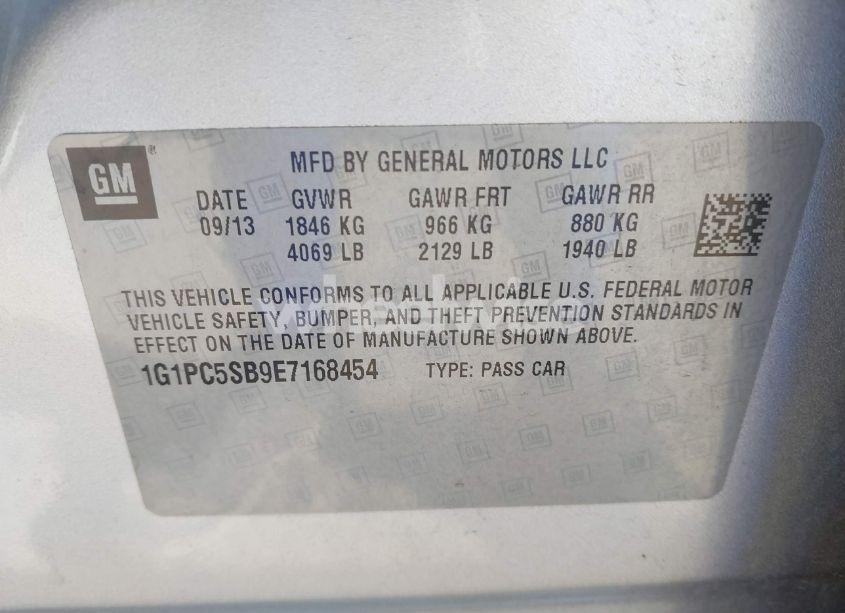 GM
MFD BY GENERAL MOTORS LLC
DATE GVWR GAWR FRT GAWR RR
09/13 1846 KG 966 KG 880 KG
4069 LB 2129 LB 1940 LB
THIS VEHICLE CONFORMS TO ALL APPLICABLE U.S. FEDERAL MOTOR
VEHICLE SAFETY, BUMPER, AND THEFT PREVENTION STANDARDS IN
EFFECT ON THE DATE OF MANUFACTURE SHOWN ABOVE.
1G1PC5SB9E7168454 TYPE: PASS CAR